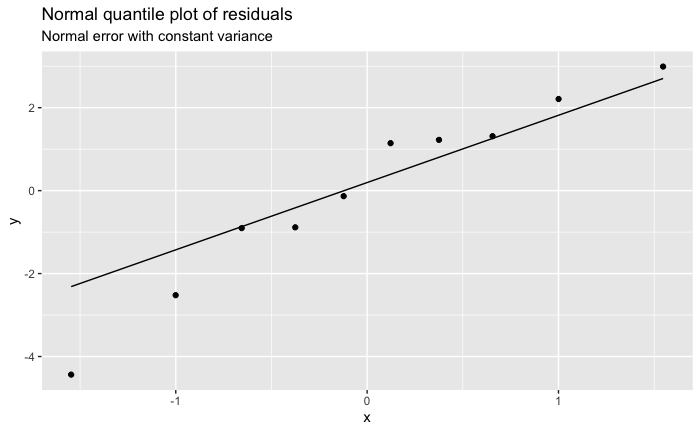 Normal quantile plot of residuals
Normal error with constant variance
2
0
-2
-4
y
-1
0
1
x